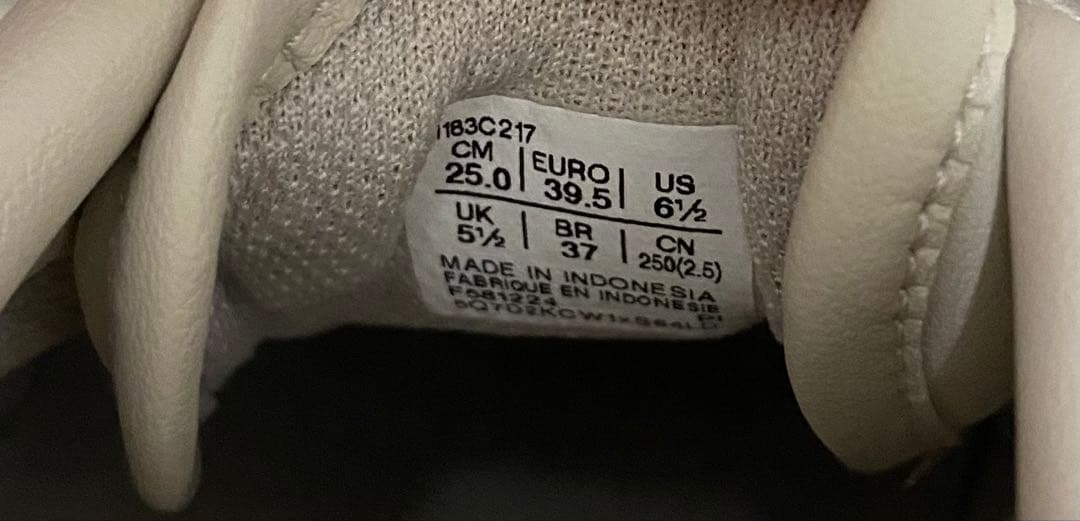 1183C217
CM | EURO | US
25.0 | 39.5 | 6½
UK | BR | CN
5½ | 37 | 250(2.5)
MADE IN INDONESIA
FABRIQUE EN INDONESIE
F581224